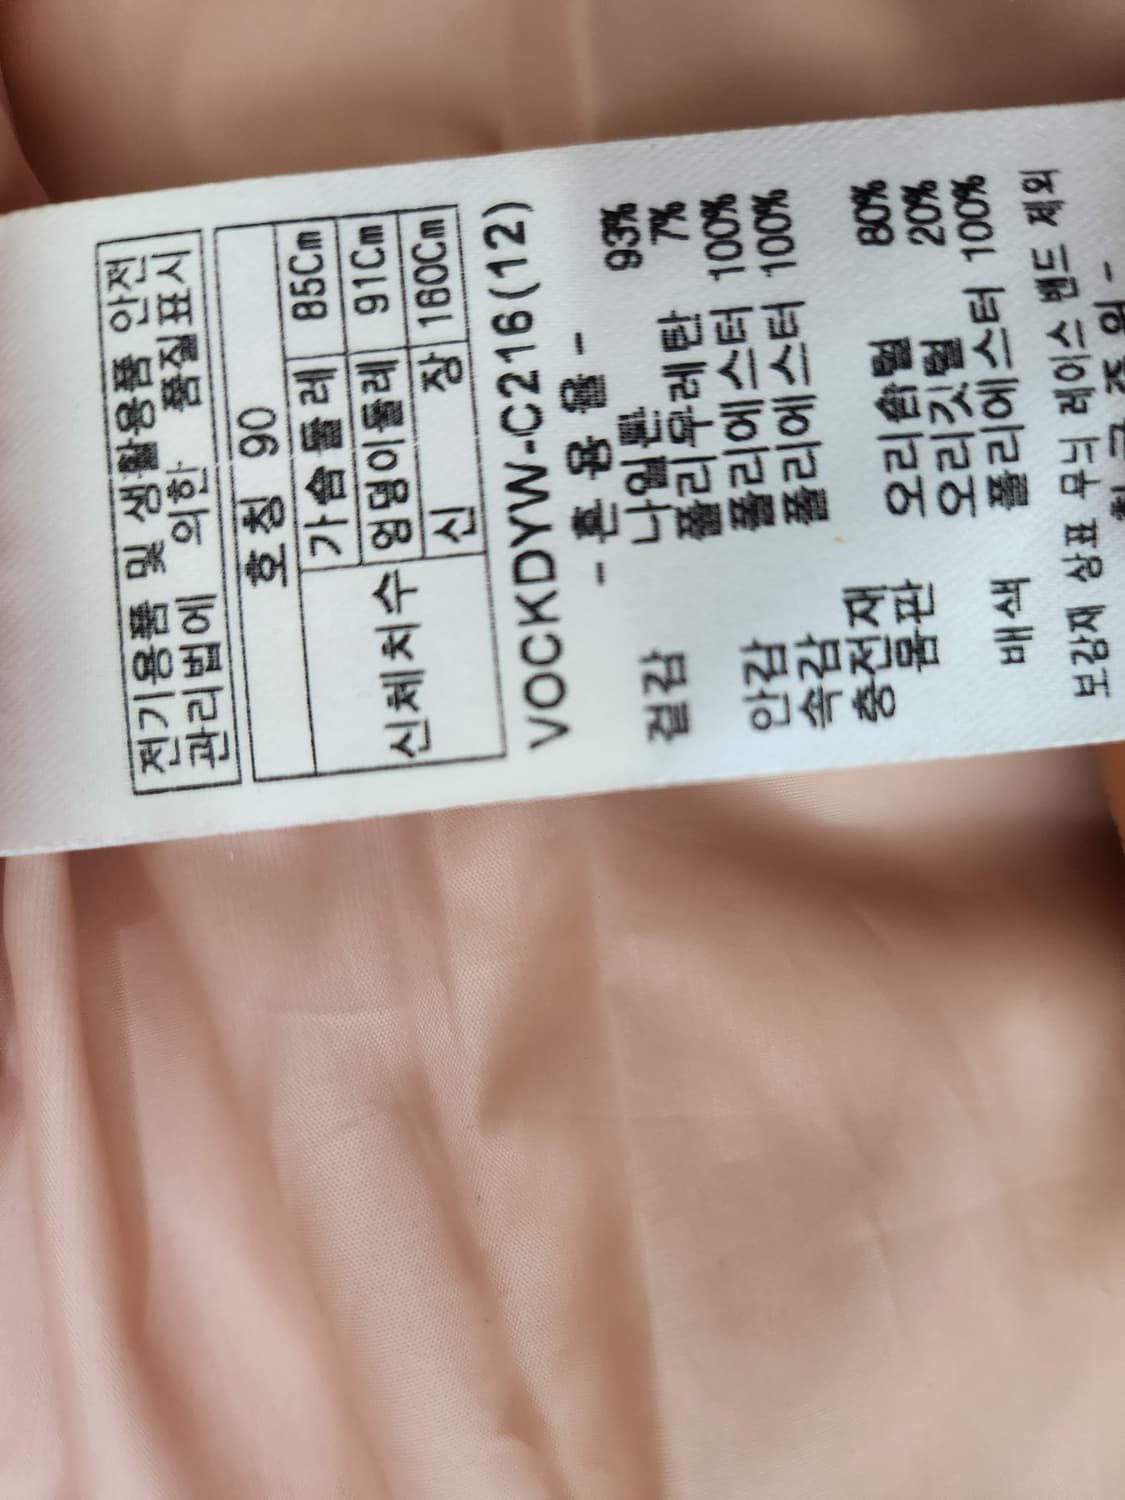 전기용품 및 생활용품 안전
관리법에 의한 품질표시
호칭 90
신체치수
가슴둘레 85Cm
엉덩이둘레 91Cm
신 장 160Cm
VOCKDYW-C216(12)
- 혼 용 율 -
겉감 나일론 93%
폴리우레탄 7%
안감 폴리에스터 100%
속감 폴리에스터 100%
충전재
몸판 오리솜털 80%
오리깃털 20%
배색 폴리에스터 100%
보강재 상표 무늬 레이스 밴드 제외